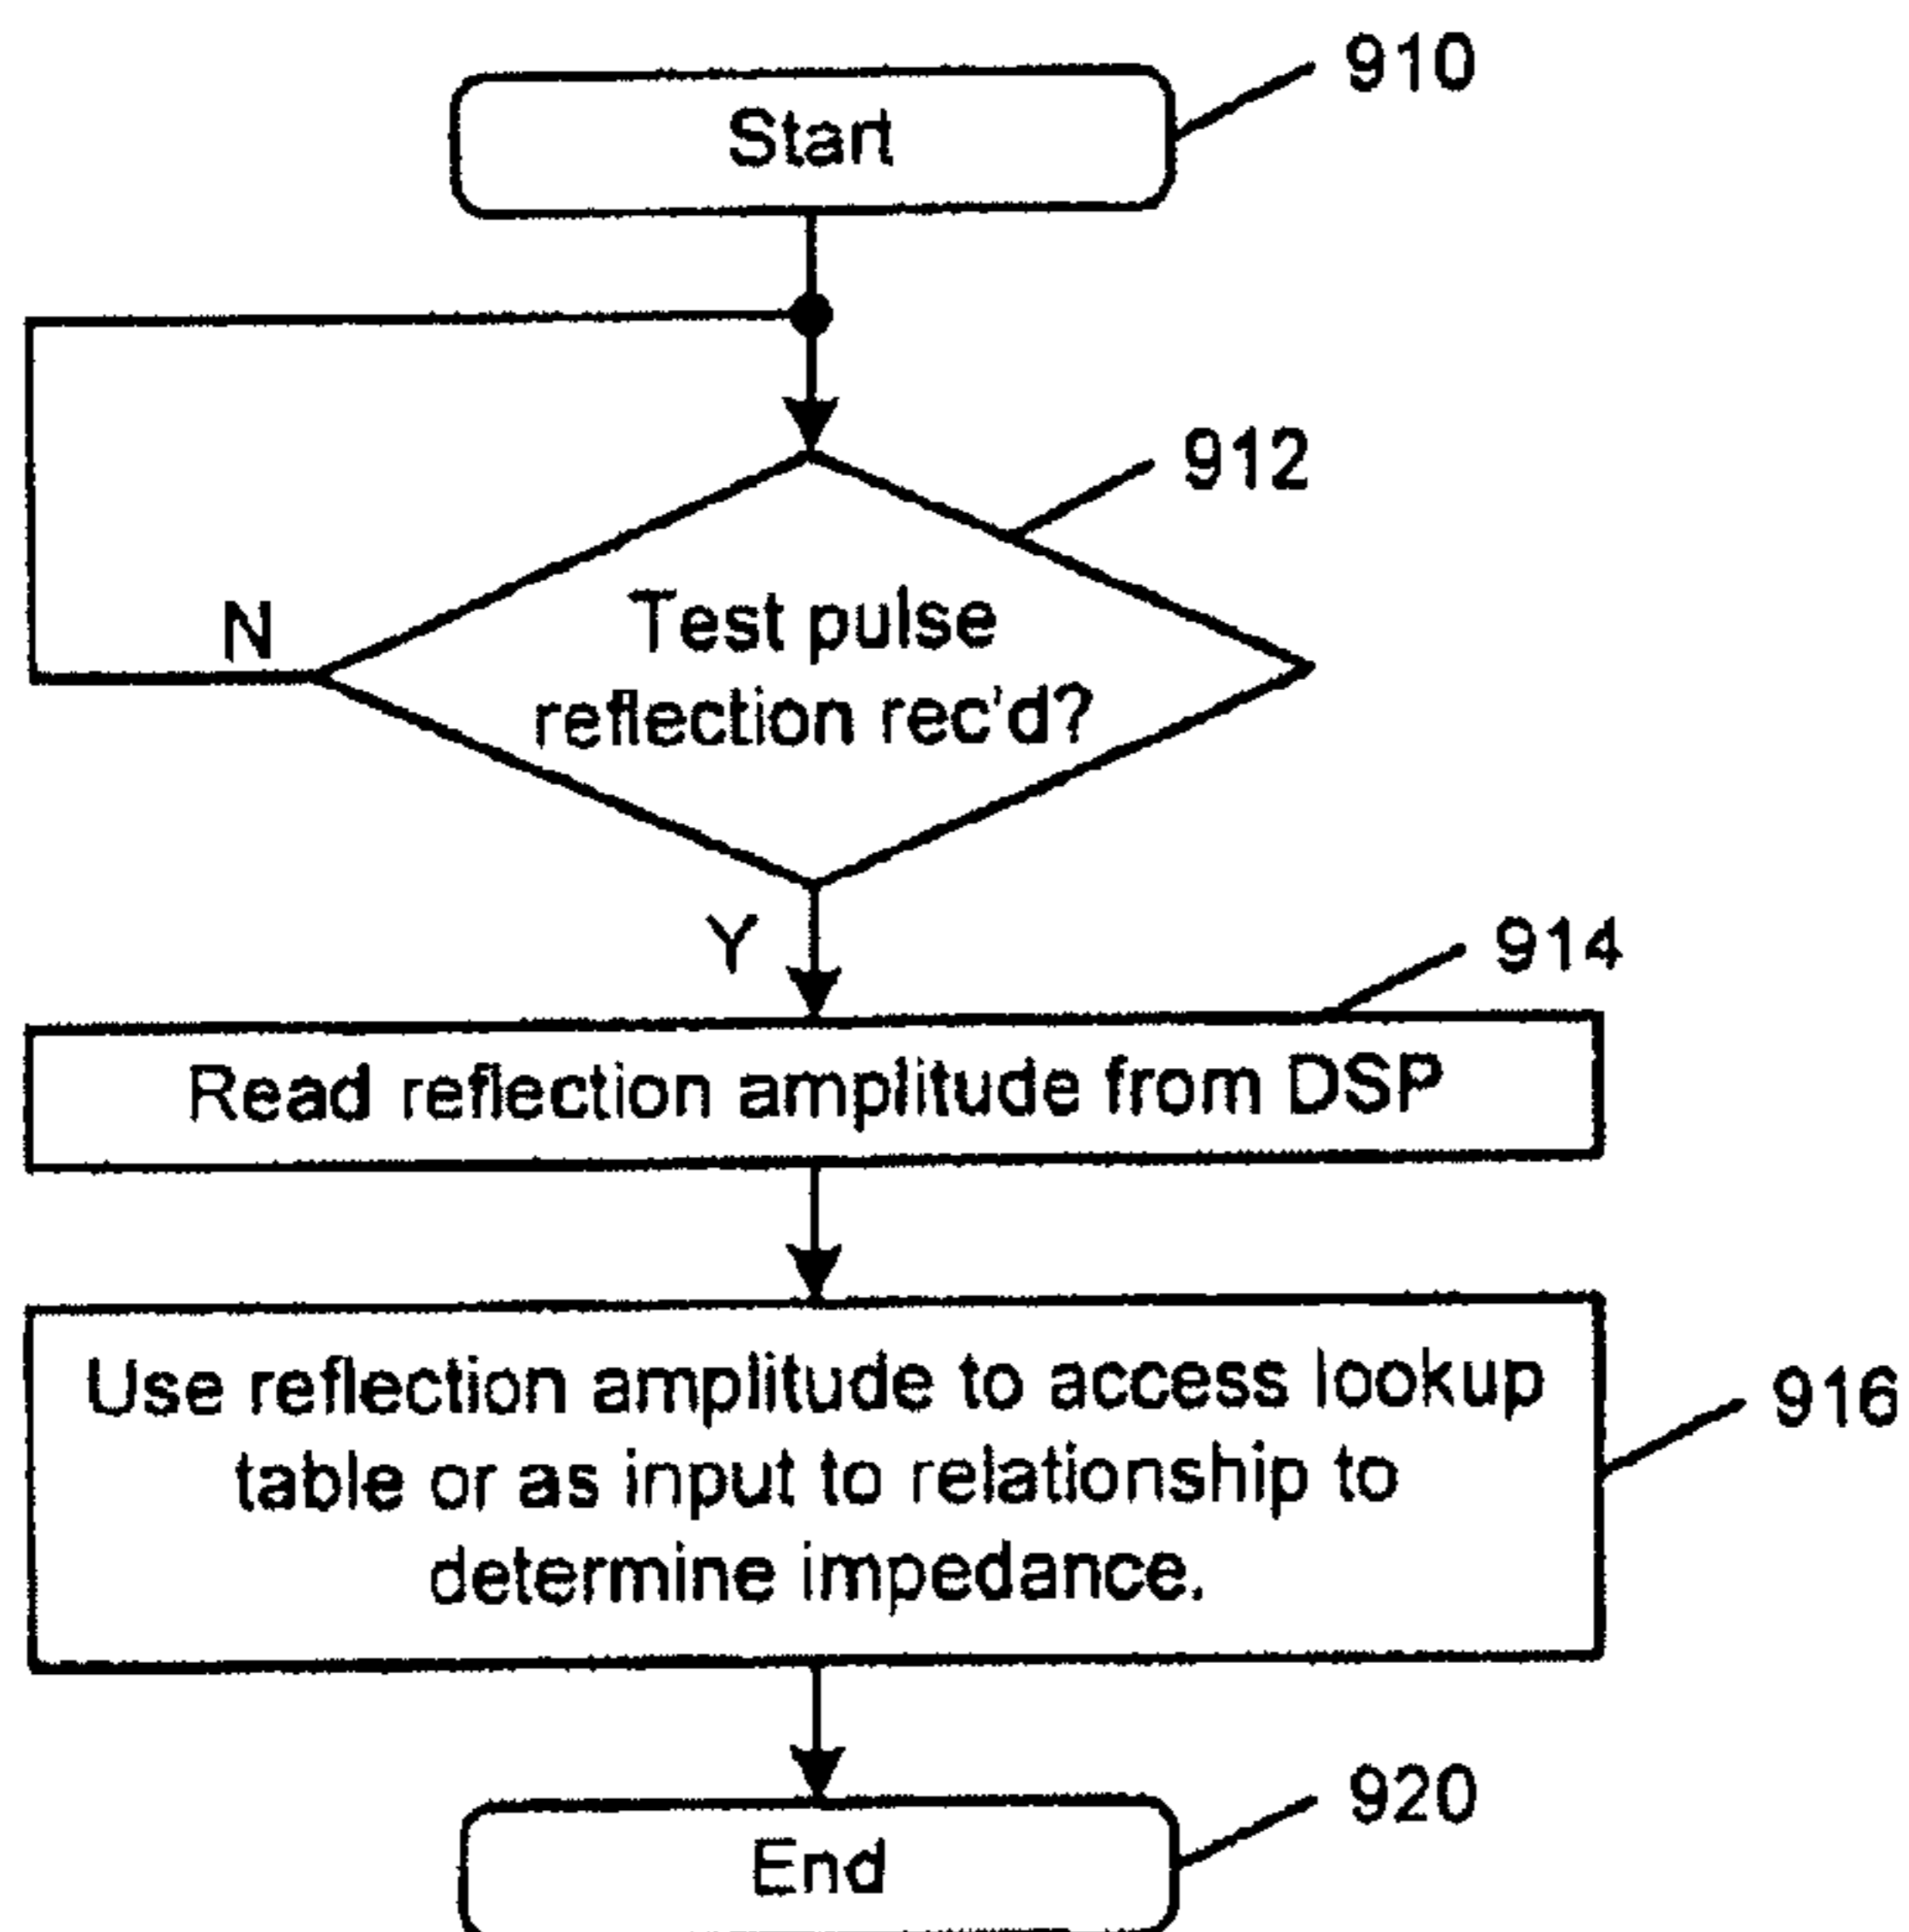 910
Start
912
N
Test pulse
reflection rec'd?
Y
914
Read reflection amplitude from DSP
Use reflection amplitude to access lookup
table or as input to relationship to
determine impedance.
916
920
End